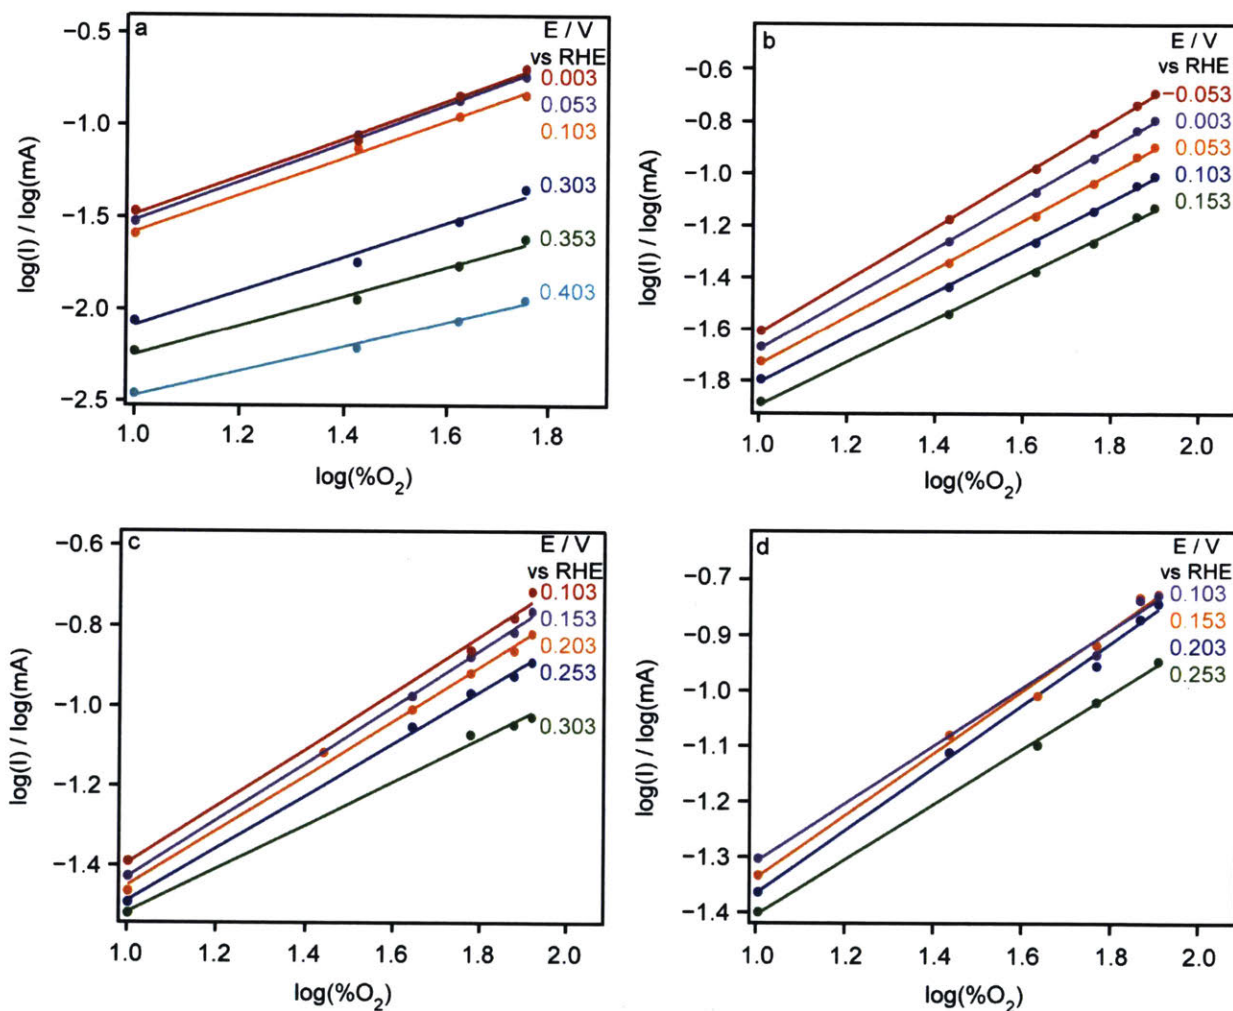 a
E / V
vs RHE
0.003
0.053
0.103
0.303
0.353
0.403
−0.5
−1.0
−1.5
−2.0
−2.5
log(I) / log(mA)
1.0 1.2 1.4 1.6 1.8
log(%O2)
b
E / V
vs RHE
−0.053
0.003
0.053
0.103
0.153
−0.6
−0.8
−1.0
−1.2
−1.4
−1.6
−1.8
log(I) / log(mA)
1.0 1.2 1.4 1.6 1.8 2.0
log(%O2)
c
E / V
vs RHE
0.103
0.153
0.203
0.253
0.303
−0.6
−0.8
−1.0
−1.2
−1.4
log(I) / log(mA)
1.0 1.2 1.4 1.6 1.8 2.0
log(%O2)
d
E / V
vs RHE
0.103
0.153
0.203
0.253
−0.7
−0.8
−0.9
−1.0
−1.1
−1.2
−1.3
−1.4
log(I) / log(mA)
1.0 1.2 1.4 1.6 1.8 2.0
log(%O2)